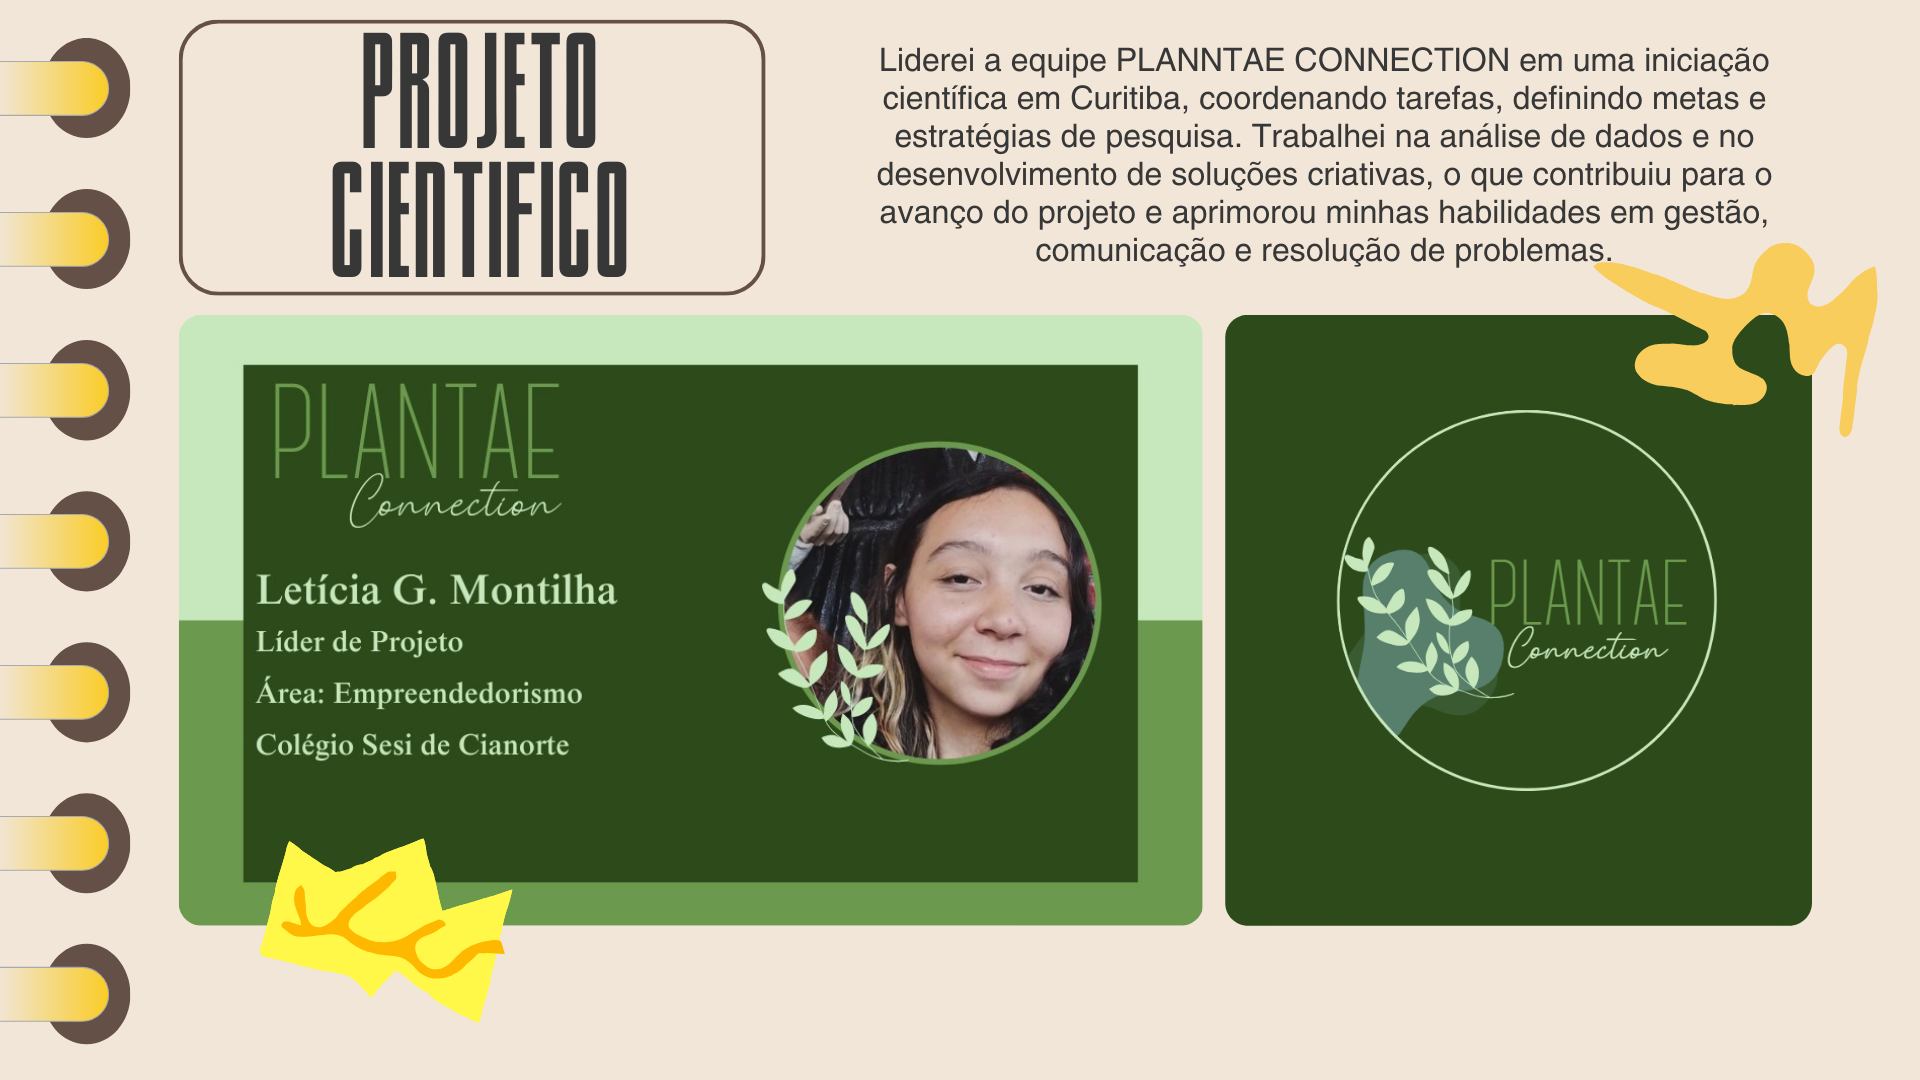 PROJETO
CIENTIFICO
Liderei a equipe PLANNTAE CONNECTION em uma iniciação
científica em Curitiba, coordenando tarefas, definindo metas e
estratégias de pesquisa. Trabalhei na análise de dados e no
desenvolvimento de soluções criativas, o que contribuiu para o
avanço do projeto e aprimorou minhas habilidades em gestão,
comunicação e resolução de problemas.
PLANTAE
Connection
Letícia G. Montilha
Líder de Projeto
Área: Empreendedorismo
Colégio Sesi de Cianorte
PLANTAE
Connection